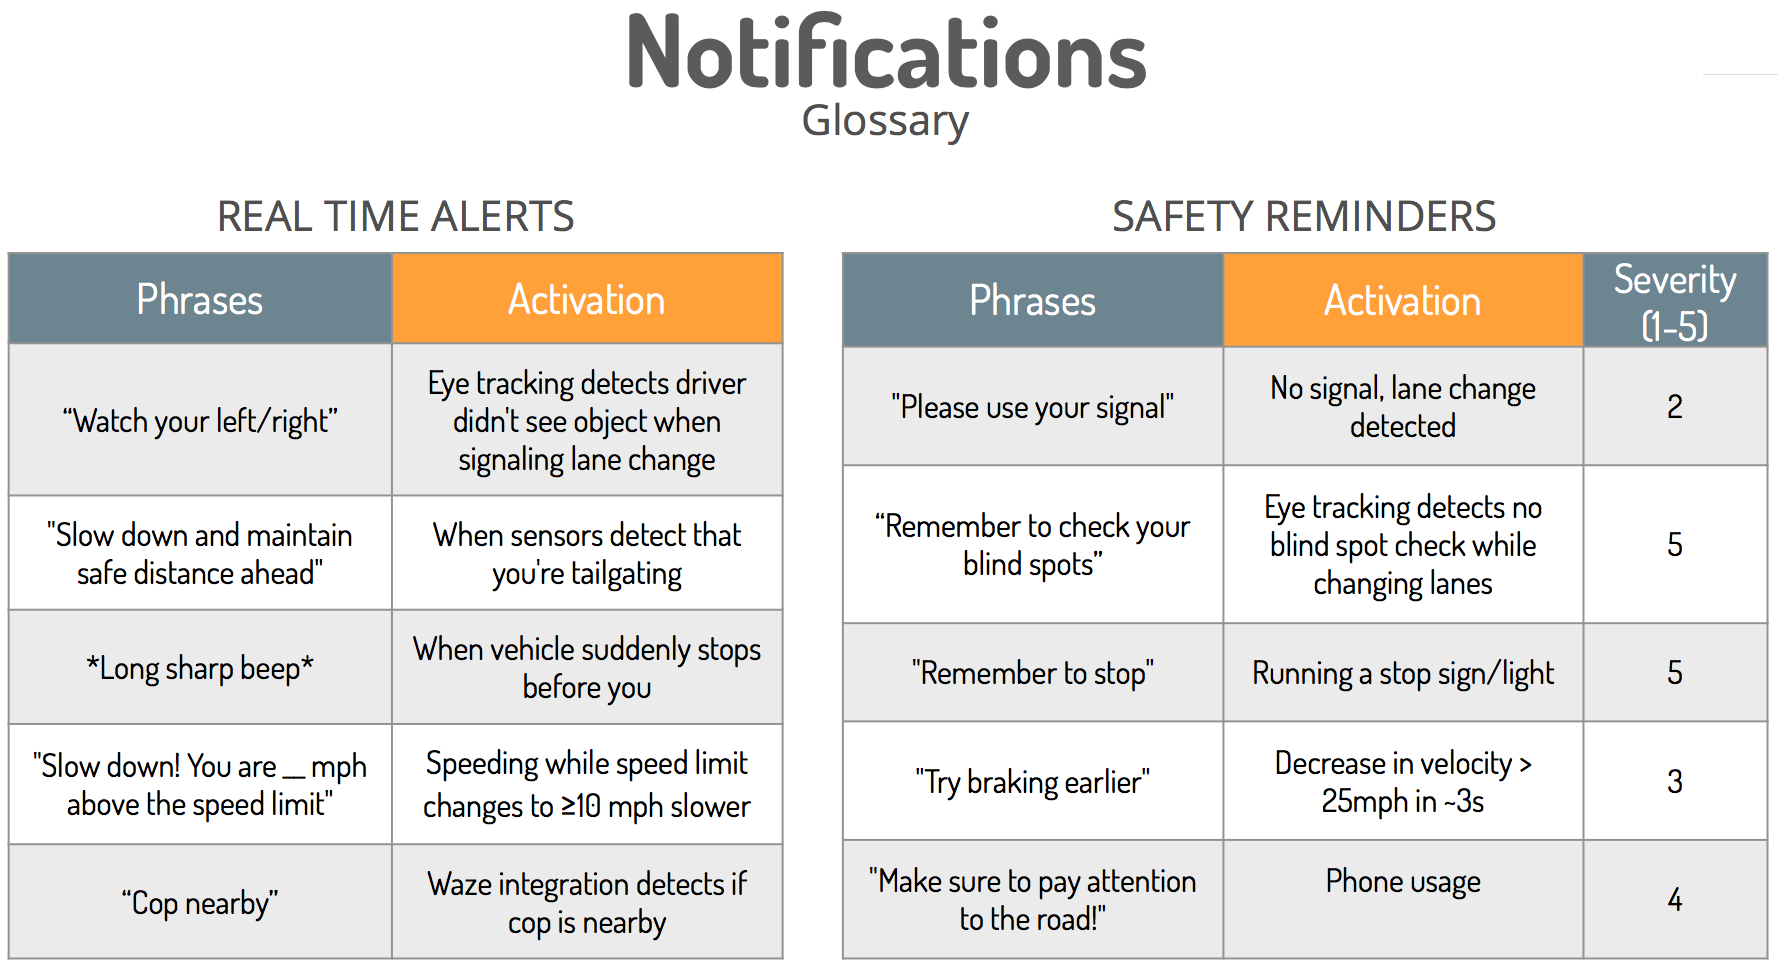 Notifications
Glossary
REAL TIME ALERTS
Phrases
Activation
“Watch your left/right”
Eye tracking detects driver
didn't see object when
signaling lane change
"Slow down and maintain
safe distance ahead"
When sensors detect that
you're tailgating
*Long sharp beep*
When vehicle suddenly stops
before you
"Slow down! You are __ mph
above the speed limit"
Speeding while speed limit
changes to ≥10 mph slower
“Cop nearby”
Waze integration detects if
cop is nearby
SAFETY REMINDERS
Phrases
Activation
Severity
(1-5)
"Please use your signal"
No signal, lane change
detected
2
“Remember to check your
blind spots”
Eye tracking detects no
blind spot check while
changing lanes
5
"Remember to stop"
Running a stop sign/light
5
"Try braking earlier"
Decrease in velocity >
25mph in ~3s
3
"Make sure to pay attention
to the road!"
Phone usage
4